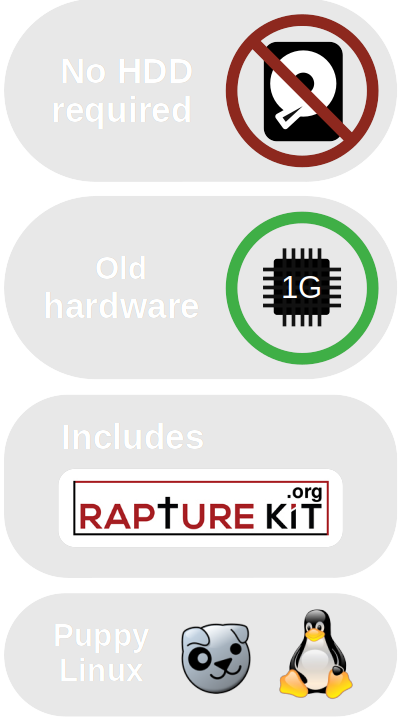 No HDD
required
Old
hardware
1G
Includes
.org
RAPTURE KiT
Puppy
Linux